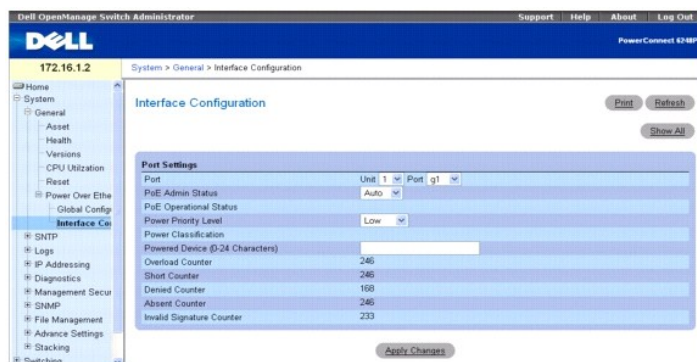 Dell OpenManage Switch Administrator
Support Help About Log Out
DELL
PowerConnect 6248P
172.16.1.2
System > General > Interface Configuration
Home
System
General
Asset
Health
Versions
CPU Utilization
Reset
Power Over Ethe
Global Config
Interface Co
SNTP
Logs
IP Addressing
Diagnostics
Management Secur
SNMP
File Management
Advance Settings
Stacking
Switching
Interface Configuration
Print Refresh
Show All
Port Settings
Port Unit 1 Port g1
PoE Admin Status Auto
PoE Operational Status
Power Priority Level Low
Power Classification
Powered Device (0-24 Characters)
Overload Counter 246
Short Counter 246
Denied Counter 168
Absent Counter 246
Invalid Signature Counter 233
Apply Changes